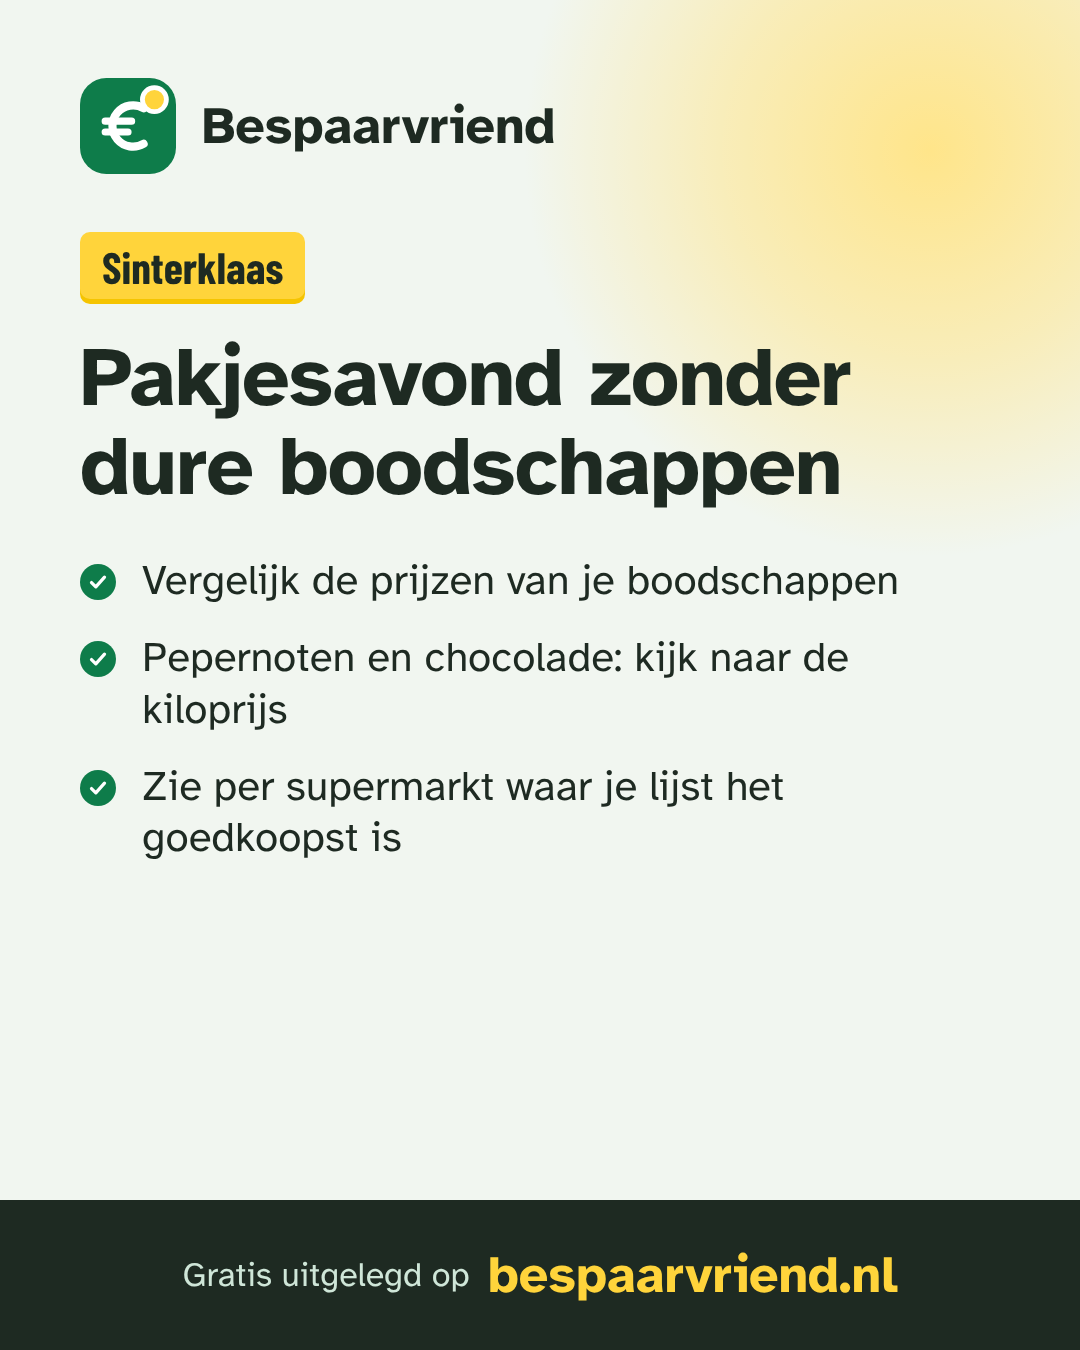 Bespaarvriend
Sinterklaas
Pakjesavond zonder
dure boodschappen
Vergelijk de prijzen van je boodschappen
Pepernoten en chocolade: kijk naar de
kiloprijs
Zie per supermarkt waar je lijst het
goedkoopst is
Gratis uitgelegd op bespaarvriend.nl